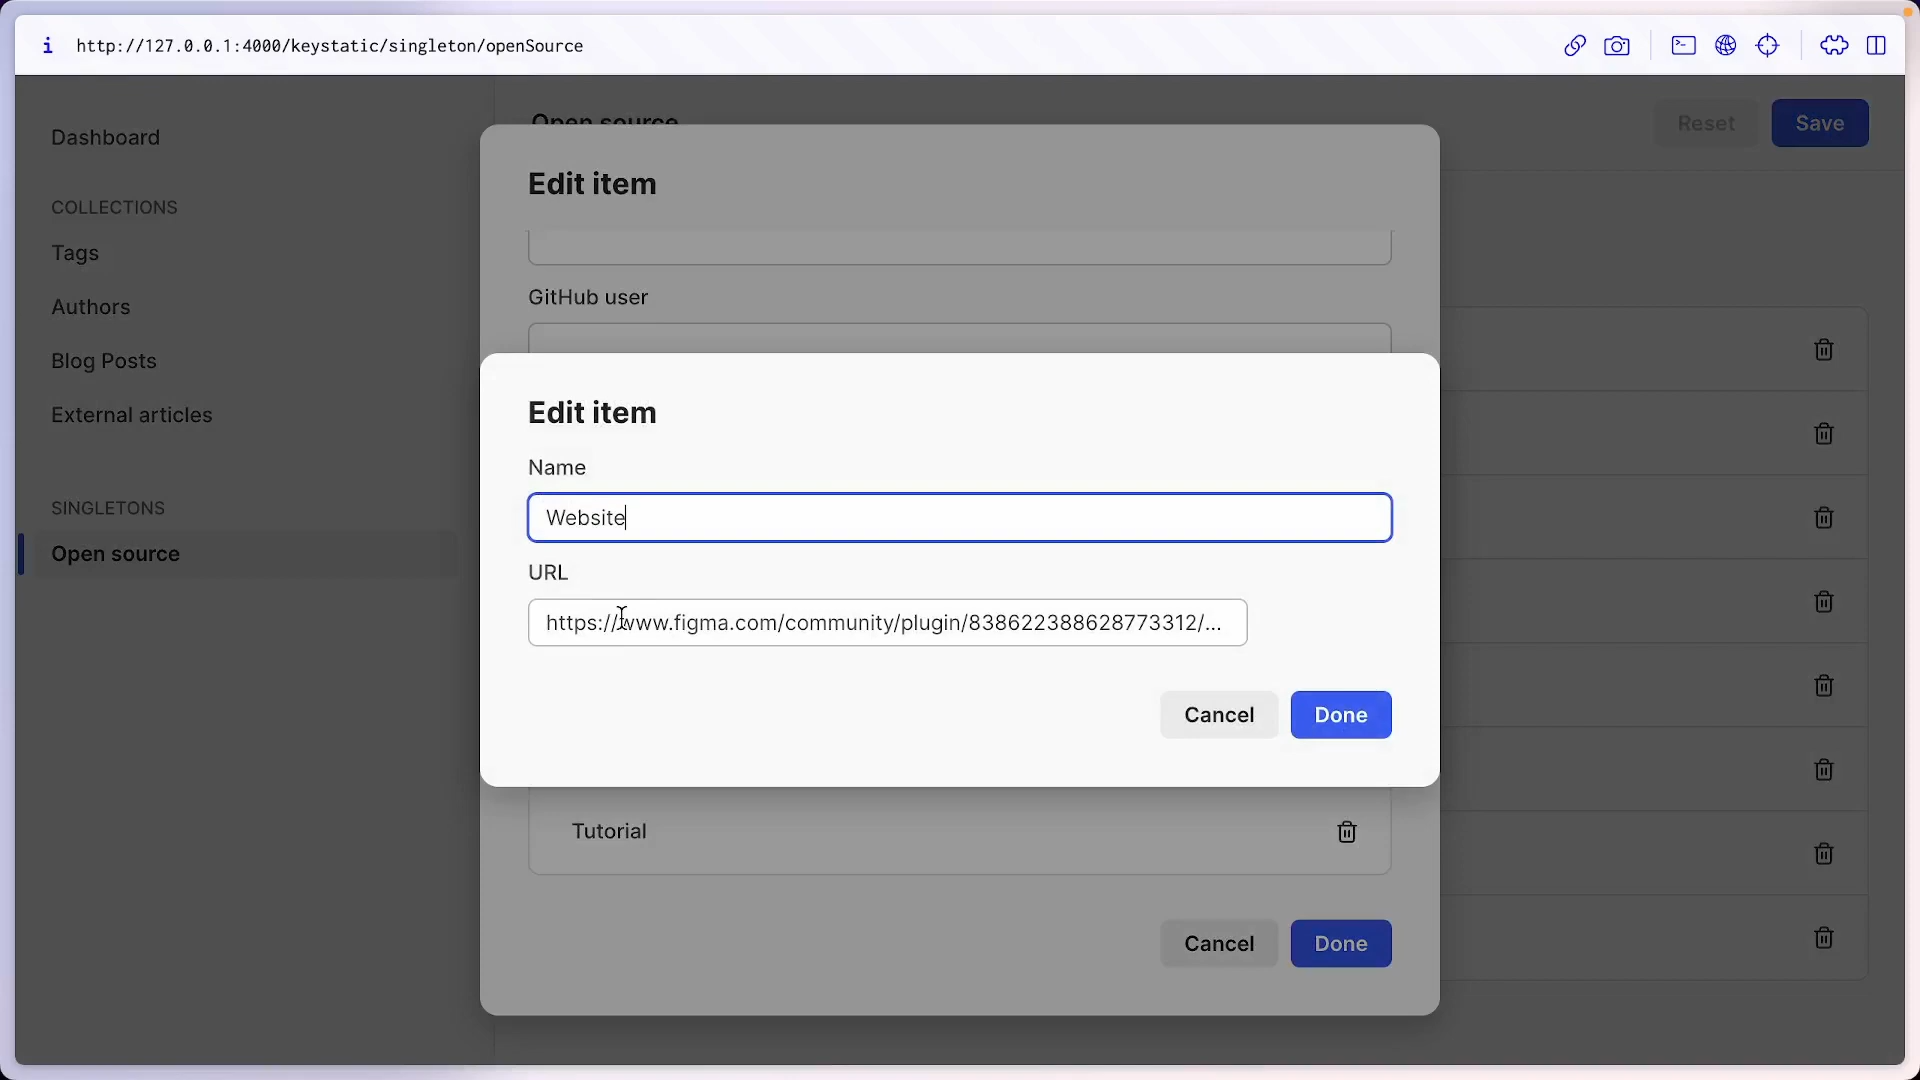 http://127.0.0.1:4000/keystatic/singleton/openSource
Dashboard
COLLECTIONS
Tags
Authors
Blog Posts
External articles
SINGLETONS
Open source
Open source
Reset
Save
Edit item
GitHub user
Edit item
Name
Website
URL
https://www.figma.com/community/plugin/838622388628773312/...
Cancel
Done
Tutorial
Cancel
Done